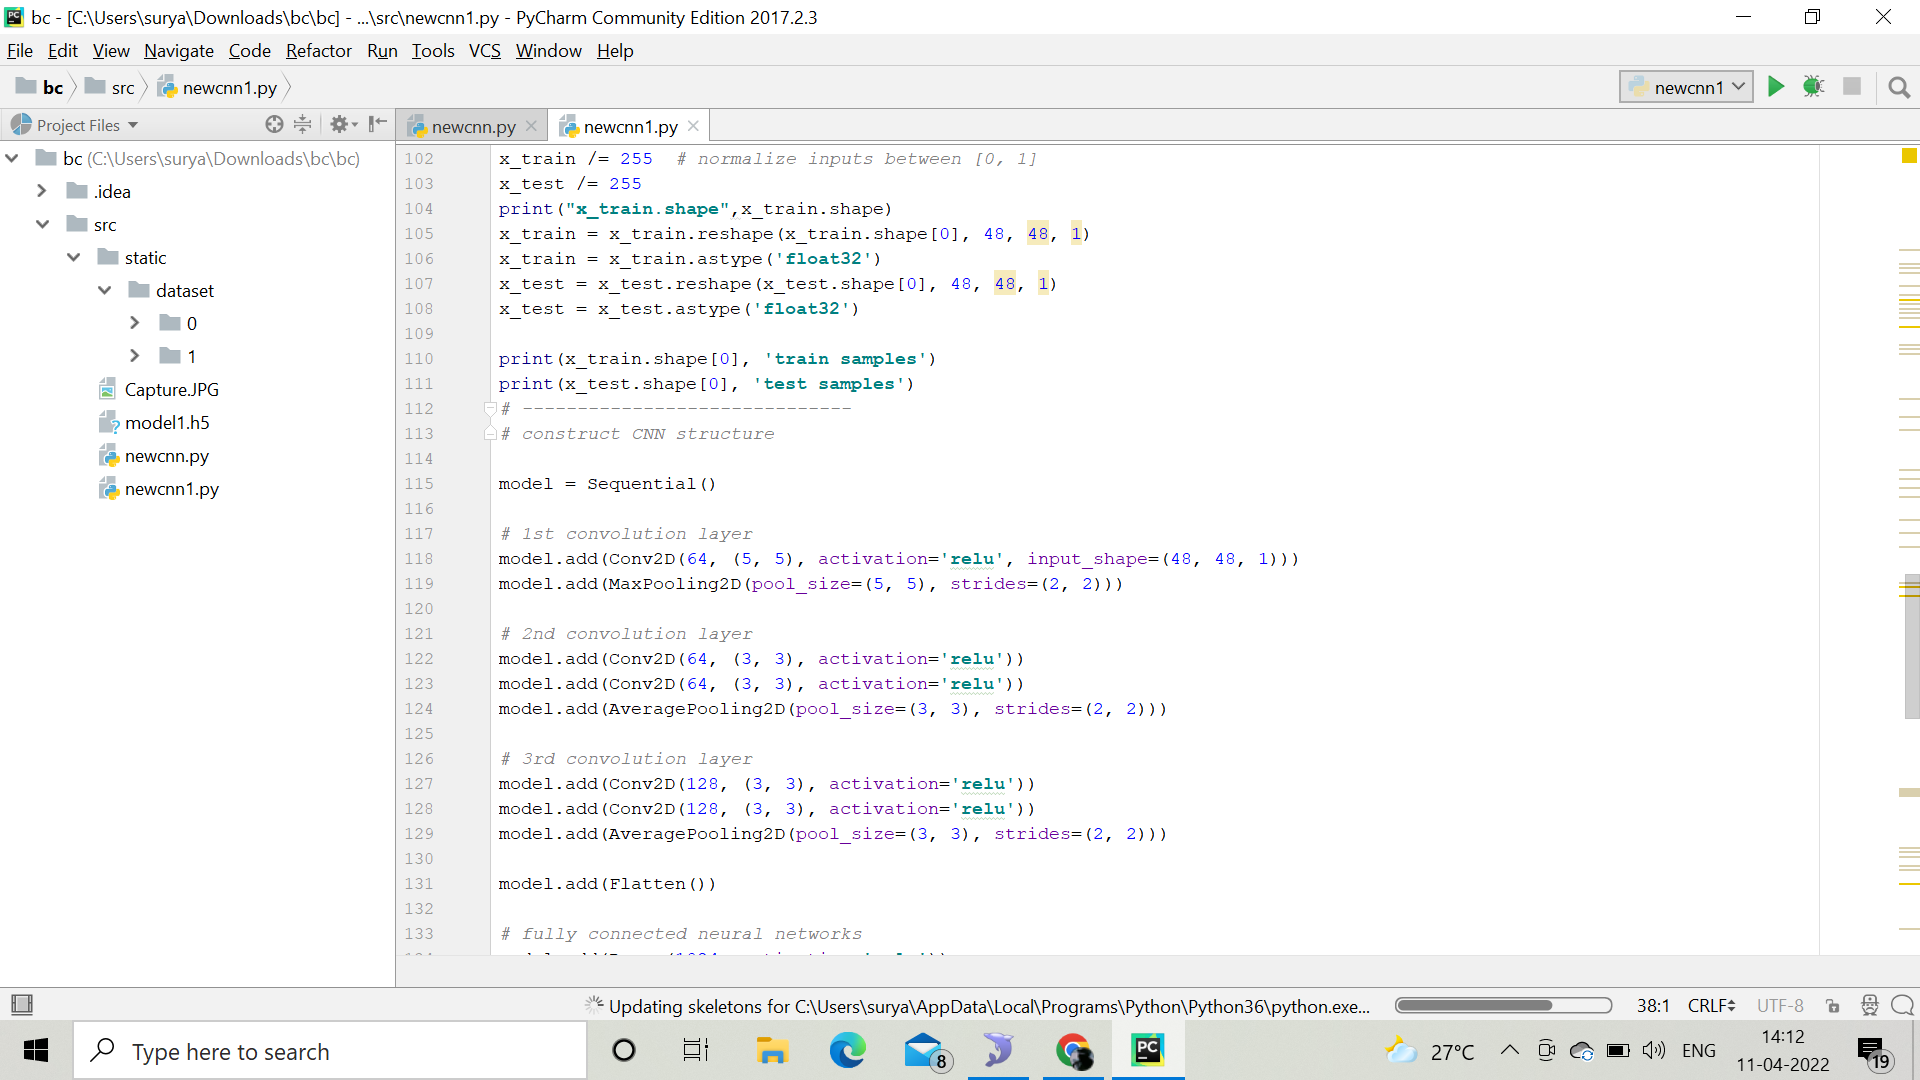 bc - [C:\Users\surya\Downloads\bc\bc] - ...\src\newcnn1.py - PyCharm Community Edition 2017.2.3
File Edit View Navigate Code Refactor Run Tools VCS Window Help
bc src newcnn1.py newcnn1
Project Files newcnn.py newcnn1.py
bc (C:\Users\surya\Downloads\bc\bc)
.idea
src
static
dataset
0
1
Capture.JPG
model1.h5
newcnn.py
newcnn1.py
102 x_train /= 255  # normalize inputs between [0, 1]
103 x_test /= 255
104 print("x_train.shape",x_train.shape)
105 x_train = x_train.reshape(x_train.shape[0], 48, 48, 1)
106 x_train = x_train.astype('float32')
107 x_test = x_test.reshape(x_test.shape[0], 48, 48, 1)
108 x_test = x_test.astype('float32')
109
110 print(x_train.shape[0], 'train samples')
111 print(x_test.shape[0], 'test samples')
112 # ------------------------------
113 # construct CNN structure
114
115 model = Sequential()
116
117 # 1st convolution layer
118 model.add(Conv2D(64, (5, 5), activation='relu', input_shape=(48, 48, 1)))
119 model.add(MaxPooling2D(pool_size=(5, 5), strides=(2, 2)))
120
121 # 2nd convolution layer
122 model.add(Conv2D(64, (3, 3), activation='relu'))
123 model.add(Conv2D(64, (3, 3), activation='relu'))
124 model.add(AveragePooling2D(pool_size=(3, 3), strides=(2, 2)))
125
126 # 3rd convolution layer
127 model.add(Conv2D(128, (3, 3), activation='relu'))
128 model.add(Conv2D(128, (3, 3), activation='relu'))
129 model.add(AveragePooling2D(pool_size=(3, 3), strides=(2, 2)))
130
131 model.add(Flatten())
132
133 # fully connected neural networks
Updating skeletons for C:\Users\surya\AppData\Local\Programs\Python\Python36\python.exe... 38:1 CRLF UTF-8
Type here to search 8 PC 27°C ENG 14:12
11-04-2022 19